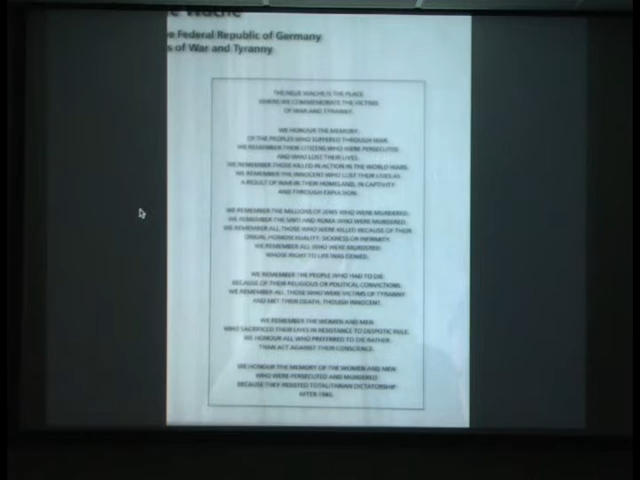 e Wache
e Federal Republic of Germany
s of War and Tyranny
THE NEUE WACHE IS THE PLACE
WHERE WE COMMEMORATE THE VICTIMS
OF WAR AND TYRANNY.
WE HONOUR THE MEMORY
OF THE PEOPLES WHO SUFFERED THROUGH WAR.
WE REMEMBER THEIR CITIZENS WHO WERE PERSECUTED
AND WHO LOST THEIR LIVES.
WE REMEMBER THOSE KILLED IN ACTION IN THE WORLD WARS.
WE REMEMBER THE INNOCENT WHO LOST THEIR LIVES AS
A RESULT OF WAR IN THEIR HOMELAND, IN CAPTIVITY
AND THROUGH EXPULSION.
WE REMEMBER THE MILLIONS OF JEWS WHO WERE MURDERED.
WE REMEMBER THE SINTI AND ROMA WHO WERE MURDERED.
WE REMEMBER ALL THOSE WHO WERE KILLED BECAUSE OF THEIR
ORIGIN, HOMOSEXUALITY, SICKNESS OR INFIRMITY.
WE REMEMBER ALL WHO WERE MURDERED
WHOSE RIGHT TO LIFE WAS DENIED.
WE REMEMBER THE PEOPLE WHO HAD TO DIE
BECAUSE OF THEIR RELIGIOUS OR POLITICAL CONVICTIONS.
WE REMEMBER ALL THOSE WHO WERE VICTIMS OF TYRANNY
AND MET THEIR DEATH, THOUGH INNOCENT.
WE REMEMBER THE WOMEN AND MEN
WHO SACRIFICED THEIR LIVES IN RESISTANCE TO DESPOTIC RULE.
WE HONOUR ALL WHO PREFERRED TO DIE RATHER
THAN ACT AGAINST THEIR CONSCIENCE.
WE HONOUR THE MEMORY OF THE WOMEN AND MEN
WHO WERE PERSECUTED AND MURDERED
BECAUSE THEY RESISTED TOTALITARIAN DICTATORSHIP
AFTER 1945.